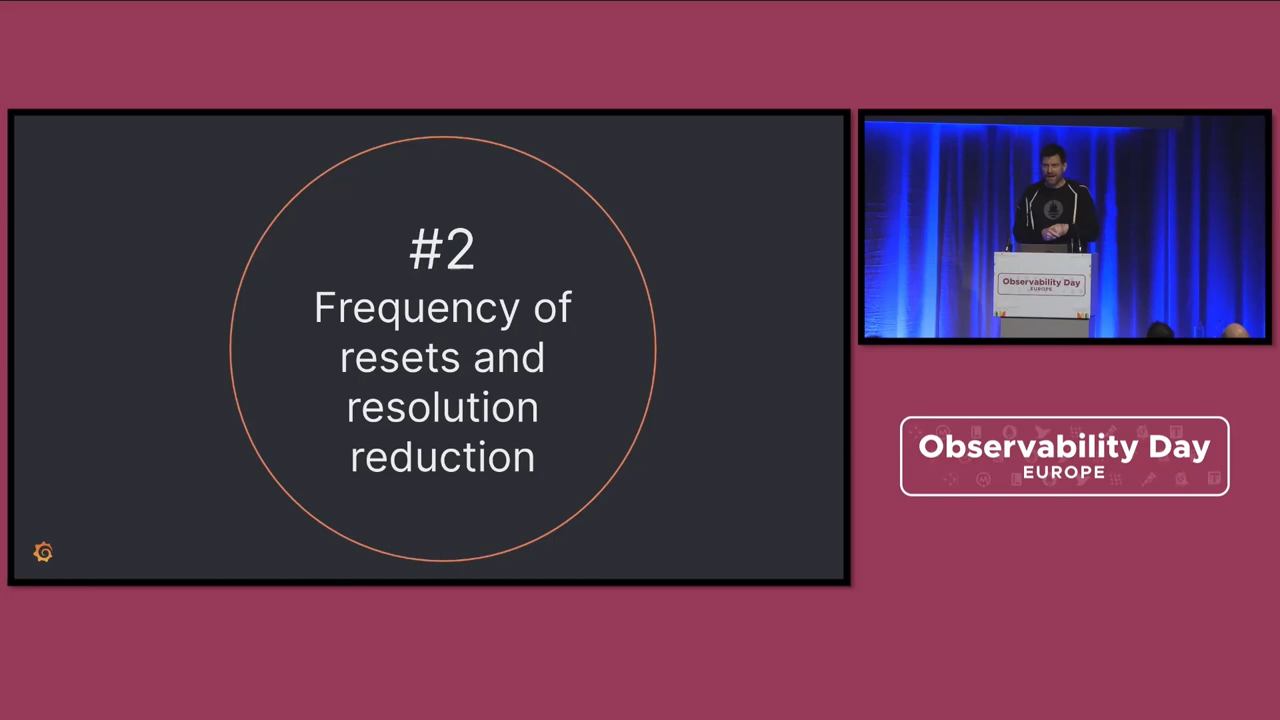 #2
Frequency of
resets and
resolution
reduction
Observability Day
EUROPE
Observability Day
EUROPE